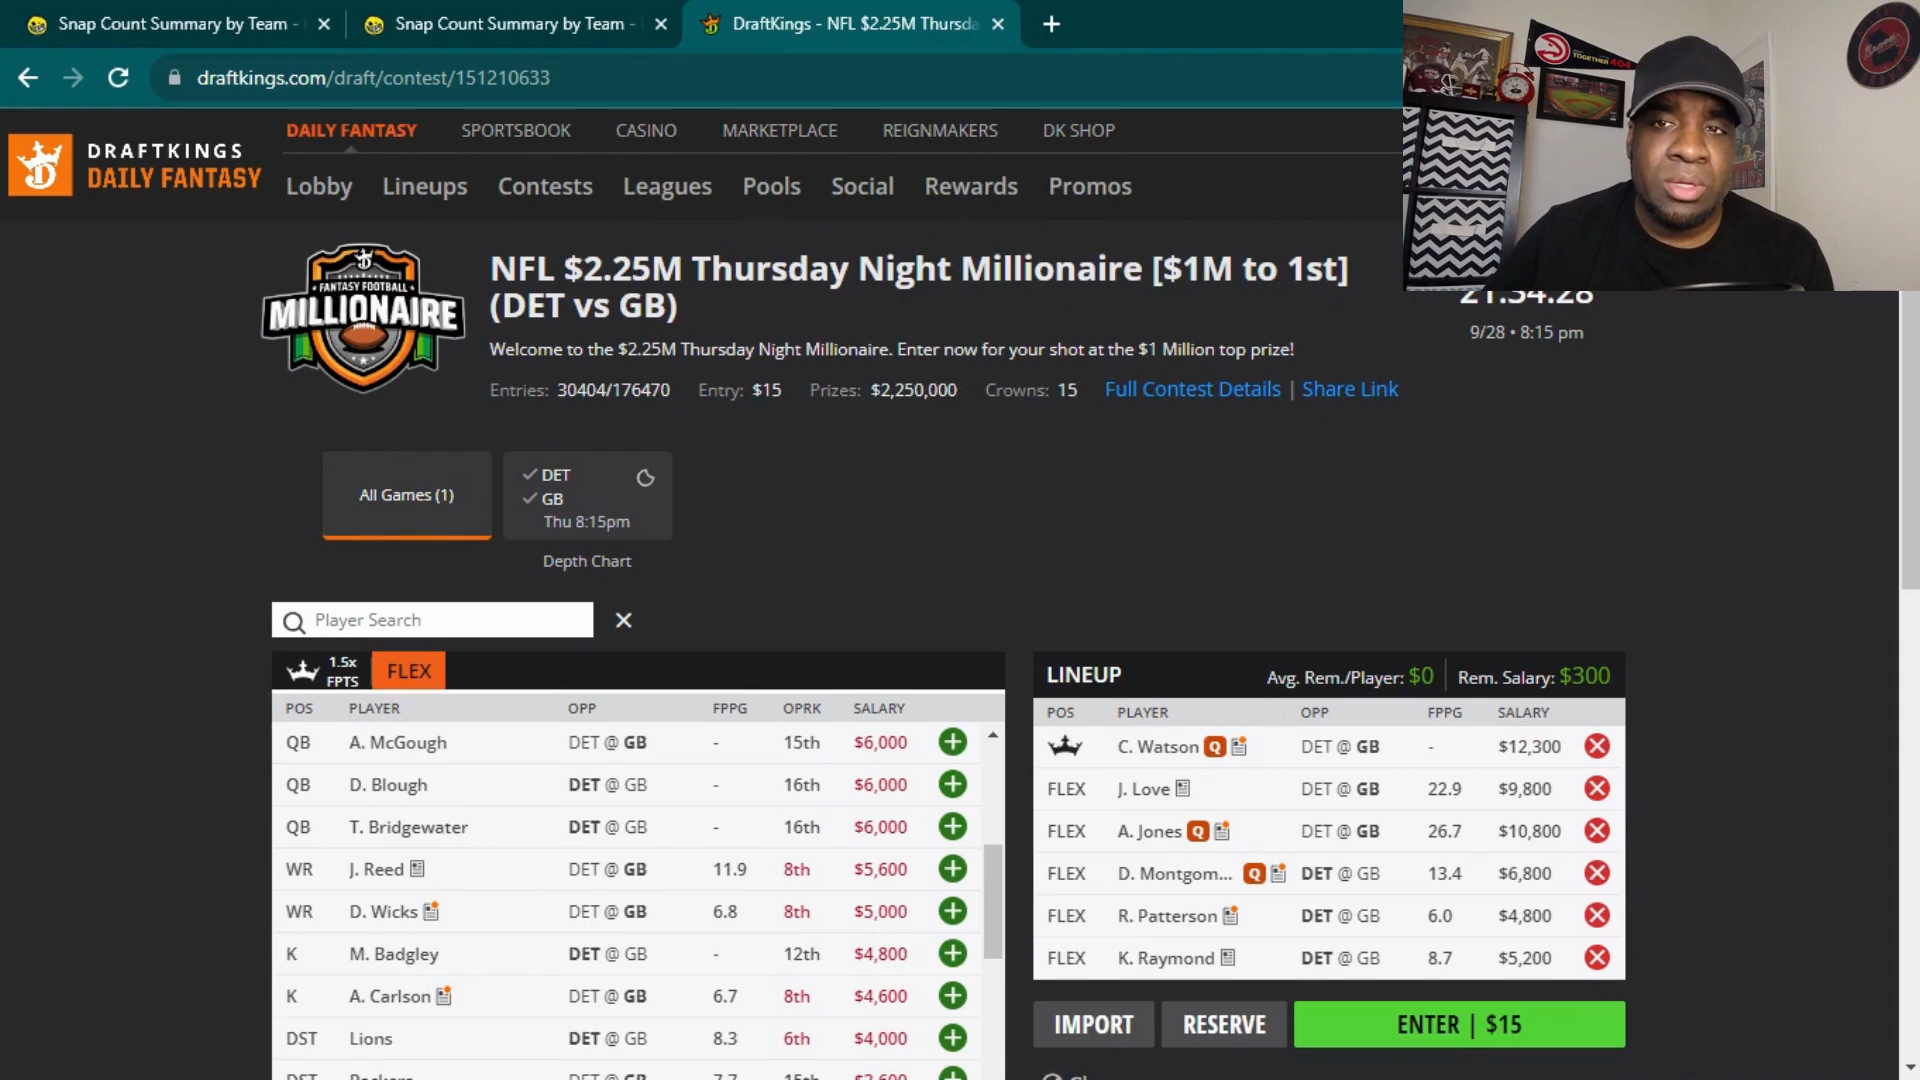 Snap Count Summary by Team -
Snap Count Summary by Team -
DraftKings - NFL $2.25M Thursda
draftkings.com/draft/contest/151210633
DRAFTKINGS
DAILY FANTASY
DAILY FANTASY SPORTSBOOK CASINO MARKETPLACE REIGNMAKERS DK SHOP
Lobby Lineups Contests Leagues Pools Social Rewards Promos
TOGETHER 404
FANTASY FOOTBALL
MILLIONAIRE
NFL $2.25M Thursday Night Millionaire [$1M to 1st]
(DET vs GB)
21:54:28
9/28 • 8:15 pm
Welcome to the $2.25M Thursday Night Millionaire. Enter now for your shot at the $1 Million top prize!
Entries: 30404/176470 Entry: $15 Prizes: $2,250,000 Crowns: 15 Full Contest Details | Share Link
All Games (1)
DET
GB
Thu 8:15pm
Depth Chart
Player Search
1.5x
FPTS
FLEX
POS PLAYER OPP FPPG OPRK SALARY
QB A. McGough DET @ GB - 15th $6,000
QB D. Blough DET @ GB - 16th $6,000
QB T. Bridgewater DET @ GB - 16th $6,000
WR J. Reed DET @ GB 11.9 8th $5,600
WR D. Wicks DET @ GB 6.8 8th $5,000
K M. Badgley DET @ GB - 12th $4,800
K A. Carlson DET @ GB 6.7 8th $4,600
DST Lions DET @ GB 8.3 6th $4,000
LINEUP Avg. Rem./Player: $0 Rem. Salary: $300
POS PLAYER OPP FPPG SALARY
C. Watson Q DET @ GB - $12,300
FLEX J. Love DET @ GB 22.9 $9,800
FLEX A. Jones Q DET @ GB 26.7 $10,800
FLEX D. Montgom... Q DET @ GB 13.4 $6,800
FLEX R. Patterson DET @ GB 6.0 $4,800
FLEX K. Raymond DET @ GB 8.7 $5,200
IMPORT RESERVE ENTER | $15